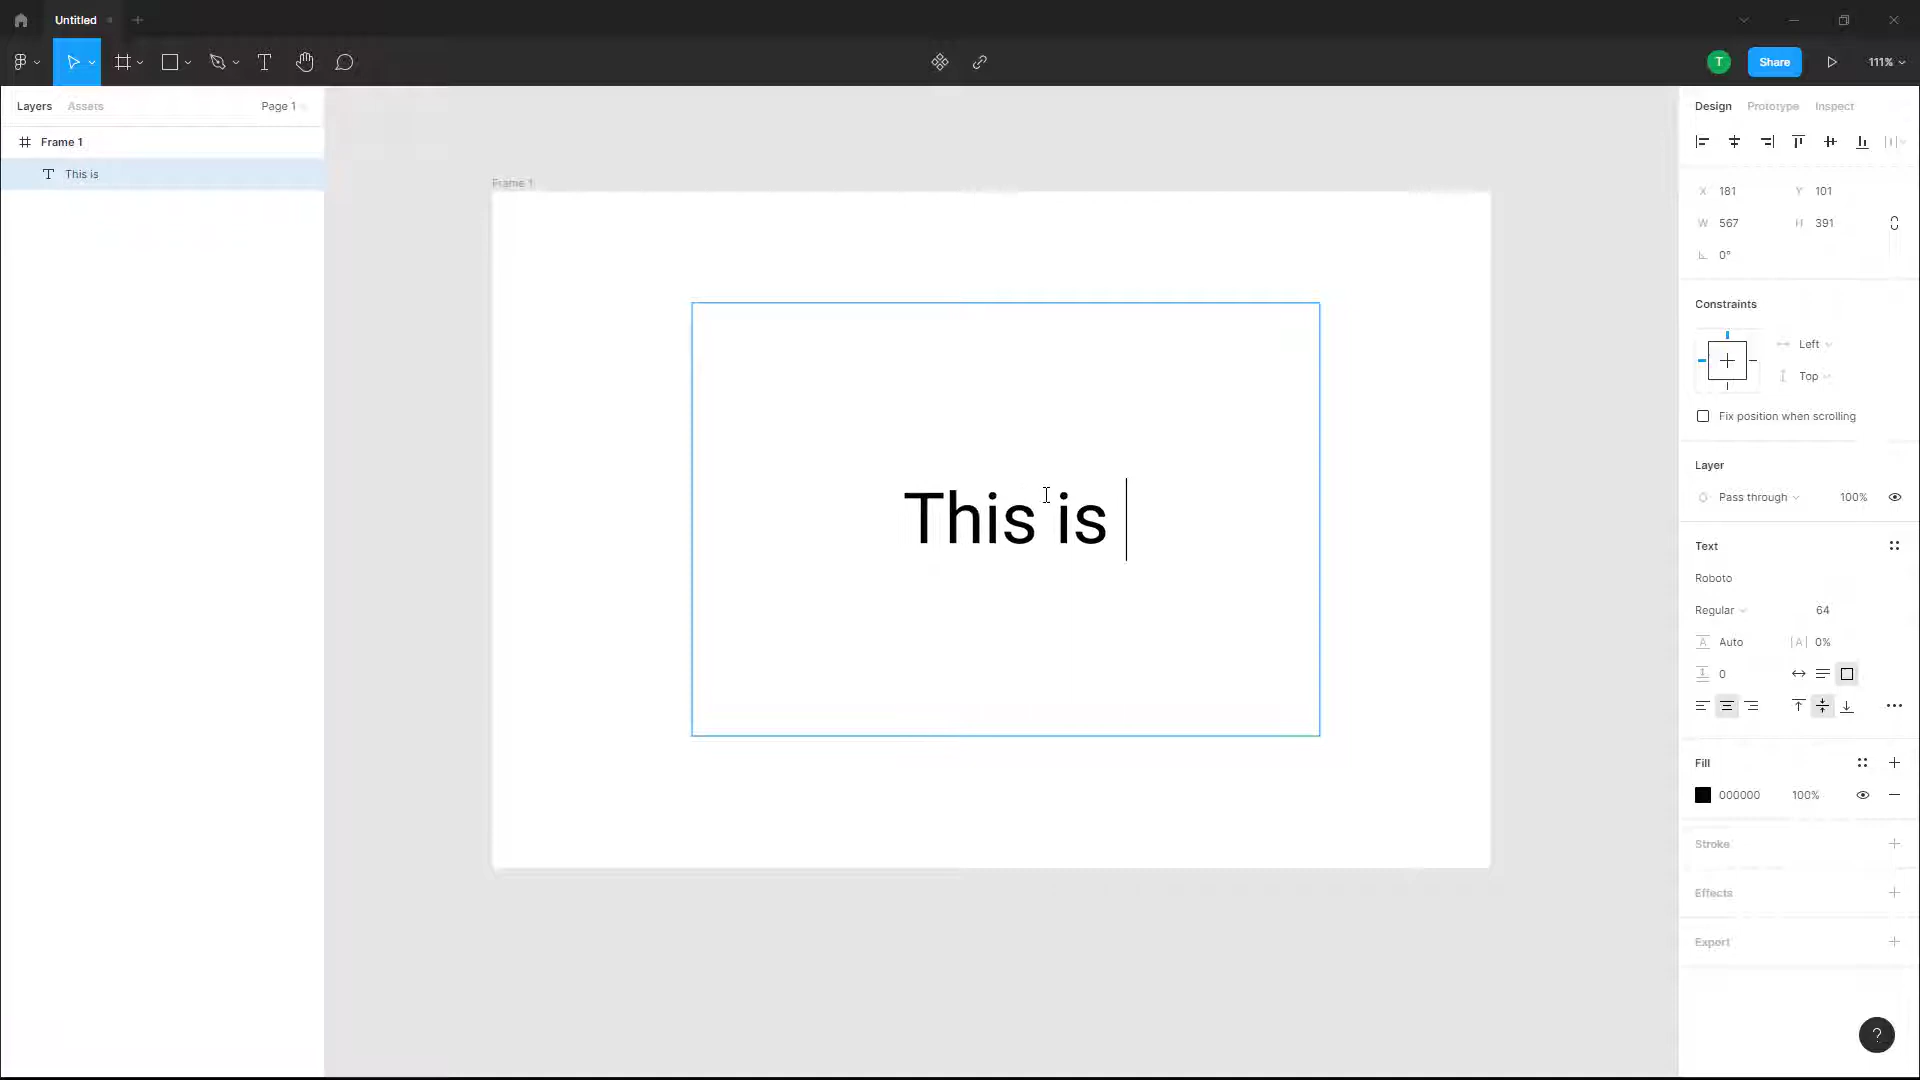 Untitled
T
Share
111%
Layers
Assets
Page 1
Design
Prototype
Inspect
Frame 1
This is
Frame 1
This is
X 181
Y 101
W 567
H 391
0°
Constraints
Left
Top
Fix position when scrolling
Layer
Pass through
100%
Text
Roboto
Regular
64
A Auto
|A| 0%
0
Fill
000000
100%
Stroke
Effects
Export
?